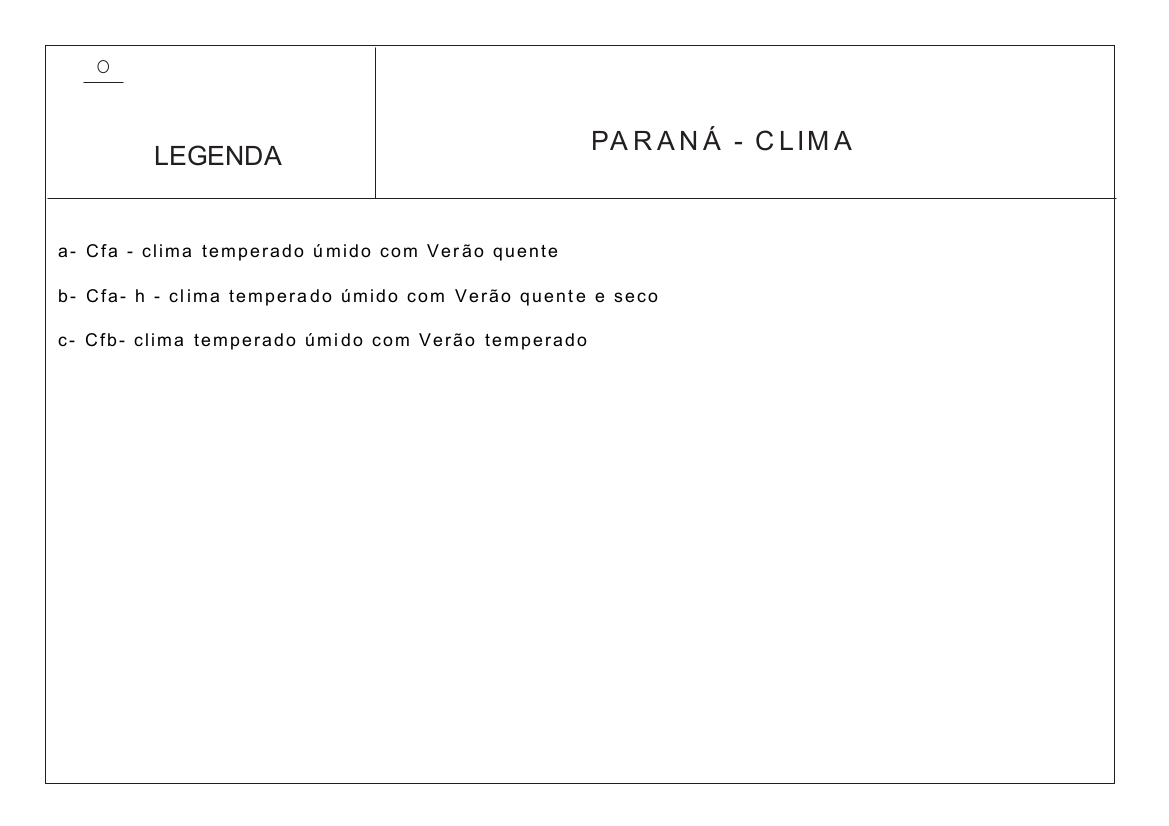 O
LEGENDA
PARANÁ - CLIMA
a- Cfa - clima temperado úmido com Verão quente
b- Cfa- h - clima temperado úmido com Verão quente e seco
c- Cfb- clima temperado úmido com Verão temperado